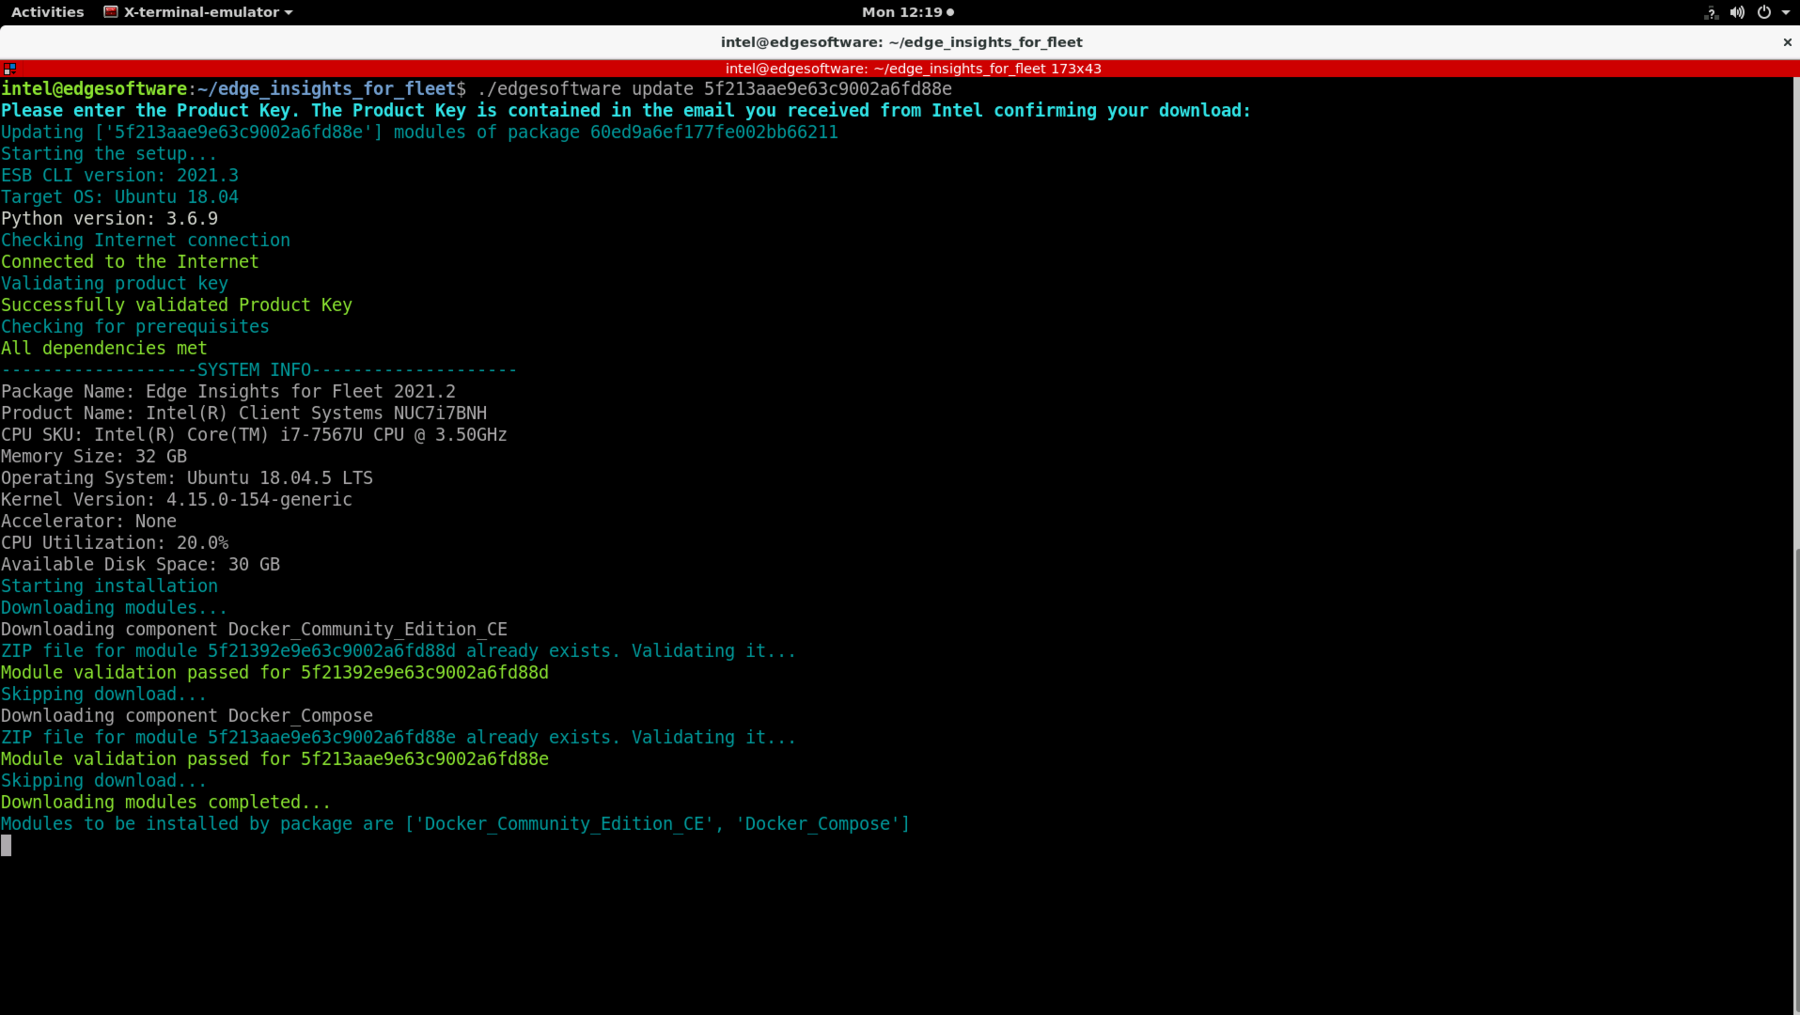 Activities X-terminal-emulator Mon 12:19
intel@edgesoftware: ~/edge_insights_for_fleet
intel@edgesoftware: ~/edge_insights_for_fleet 173x43
intel@edgesoftware:~/edge_insights_for_fleet$ ./edgesoftware update 5f213aae9e63c9002a6fd88e
Please enter the Product Key. The Product Key is contained in the email you received from Intel confirming your download:
Updating ['5f213aae9e63c9002a6fd88e'] modules of package 60ed9a6ef177fe002bb66211
Starting the setup...
ESB CLI version: 2021.3
Target OS: Ubuntu 18.04
Python version: 3.6.9
Checking Internet connection
Connected to the Internet
Validating product key
Successfully validated Product Key
Checking for prerequisites
All dependencies met
-------------------SYSTEM INFO--------------------
Package Name: Edge Insights for Fleet 2021.2
Product Name: Intel(R) Client Systems NUC7i7BNH
CPU SKU: Intel(R) Core(TM) i7-7567U CPU @ 3.50GHz
Memory Size: 32 GB
Operating System: Ubuntu 18.04.5 LTS
Kernel Version: 4.15.0-154-generic
Accelerator: None
CPU Utilization: 20.0%
Available Disk Space: 30 GB
Starting installation
Downloading modules...
Downloading component Docker_Community_Edition_CE
ZIP file for module 5f21392e9e63c9002a6fd88d already exists. Validating it...
Module validation passed for 5f21392e9e63c9002a6fd88d
Skipping download...
Downloading component Docker_Compose
ZIP file for module 5f213aae9e63c9002a6fd88e already exists. Validating it...
Module validation passed for 5f213aae9e63c9002a6fd88e
Skipping download...
Downloading modules completed...
Modules to be installed by package are ['Docker_Community_Edition_CE', 'Docker_Compose']